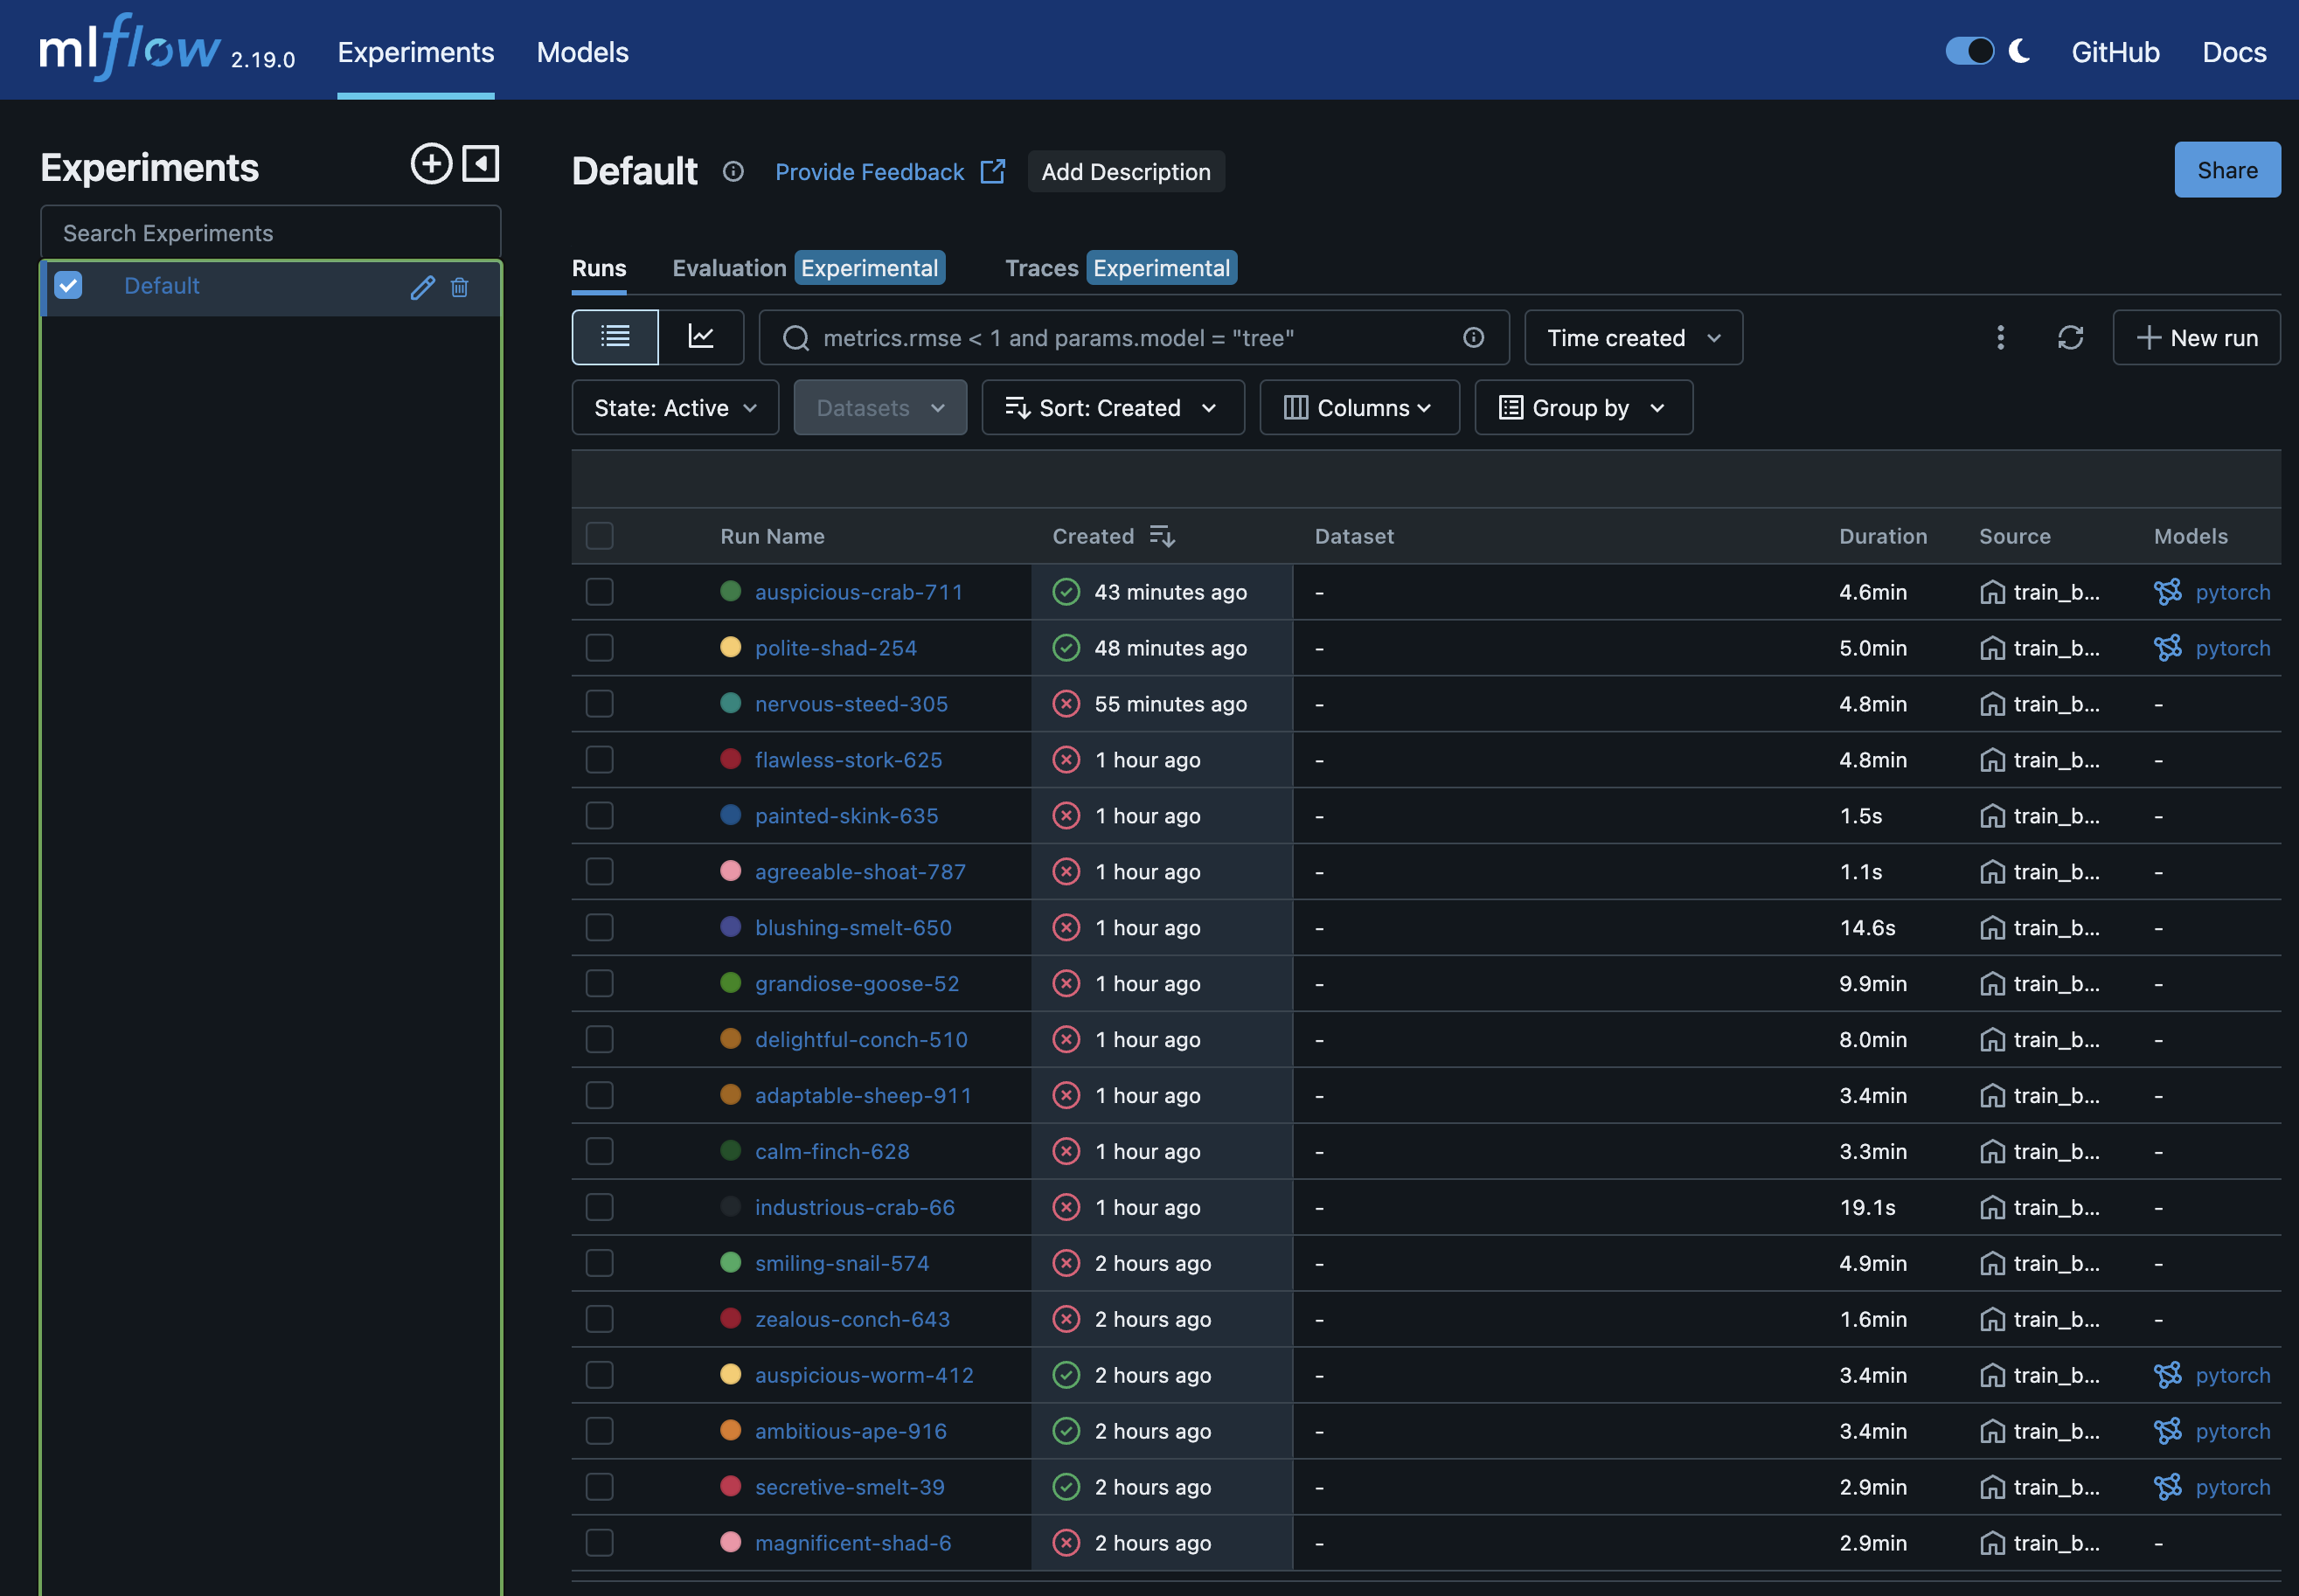 mlflow 2.19.0 Experiments Models GitHub Docs
Experiments
Search Experiments
Default
Default Provide Feedback Add Description Share
Runs Evaluation Experimental Traces Experimental
metrics.rmse < 1 and params.model = "tree" Time created New run
State: Active Datasets Sort: Created Columns Group by
Run Name Created Dataset Duration Source Models
auspicious-crab-711 43 minutes ago - 4.6min train_b... pytorch
polite-shad-254 48 minutes ago - 5.0min train_b... pytorch
nervous-steed-305 55 minutes ago - 4.8min train_b... -
flawless-stork-625 1 hour ago - 4.8min train_b... -
painted-skink-635 1 hour ago - 1.5s train_b... -
agreeable-shoat-787 1 hour ago - 1.1s train_b... -
blushing-smelt-650 1 hour ago - 14.6s train_b... -
grandiose-goose-52 1 hour ago - 9.9min train_b... -
delightful-conch-510 1 hour ago - 8.0min train_b... -
adaptable-sheep-911 1 hour ago - 3.4min train_b... -
calm-finch-628 1 hour ago - 3.3min train_b... -
industrious-crab-66 1 hour ago - 19.1s train_b... -
smiling-snail-574 2 hours ago - 4.9min train_b... -
zealous-conch-643 2 hours ago - 1.6min train_b... -
auspicious-worm-412 2 hours ago - 3.4min train_b... pytorch
ambitious-ape-916 2 hours ago - 3.4min train_b... pytorch
secretive-smelt-39 2 hours ago - 2.9min train_b... pytorch
magnificent-shad-6 2 hours ago - 2.9min train_b... -